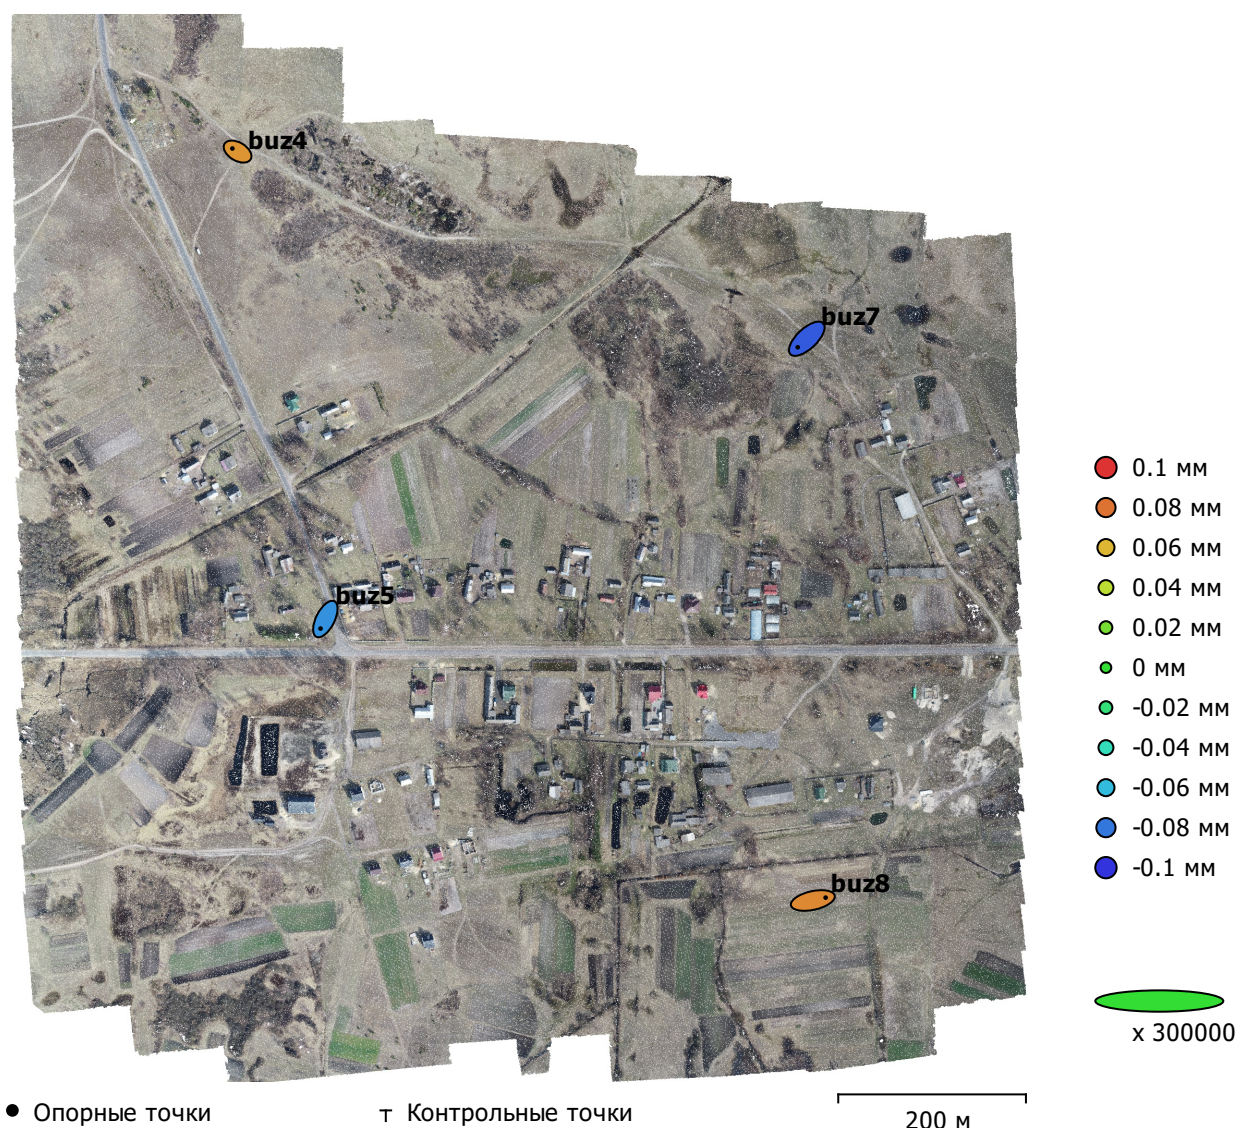 buz4
buz7
buz5
buz8
0.1 мм
0.08 мм
0.06 мм
0.04 мм
0.02 мм
0 мм
-0.02 мм
-0.04 мм
-0.06 мм
-0.08 мм
-0.1 мм
x 300000
Опорные точки
Контрольные точки
200 м